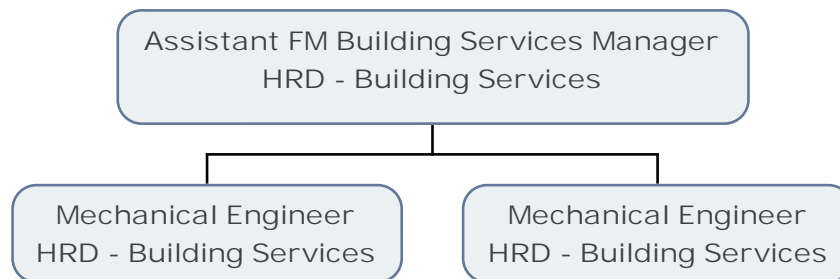 Assistant FM Building Services Manager
HRD - Building Services
Mechanical Engineer
HRD - Building Services
Mechanical Engineer
HRD - Building Services